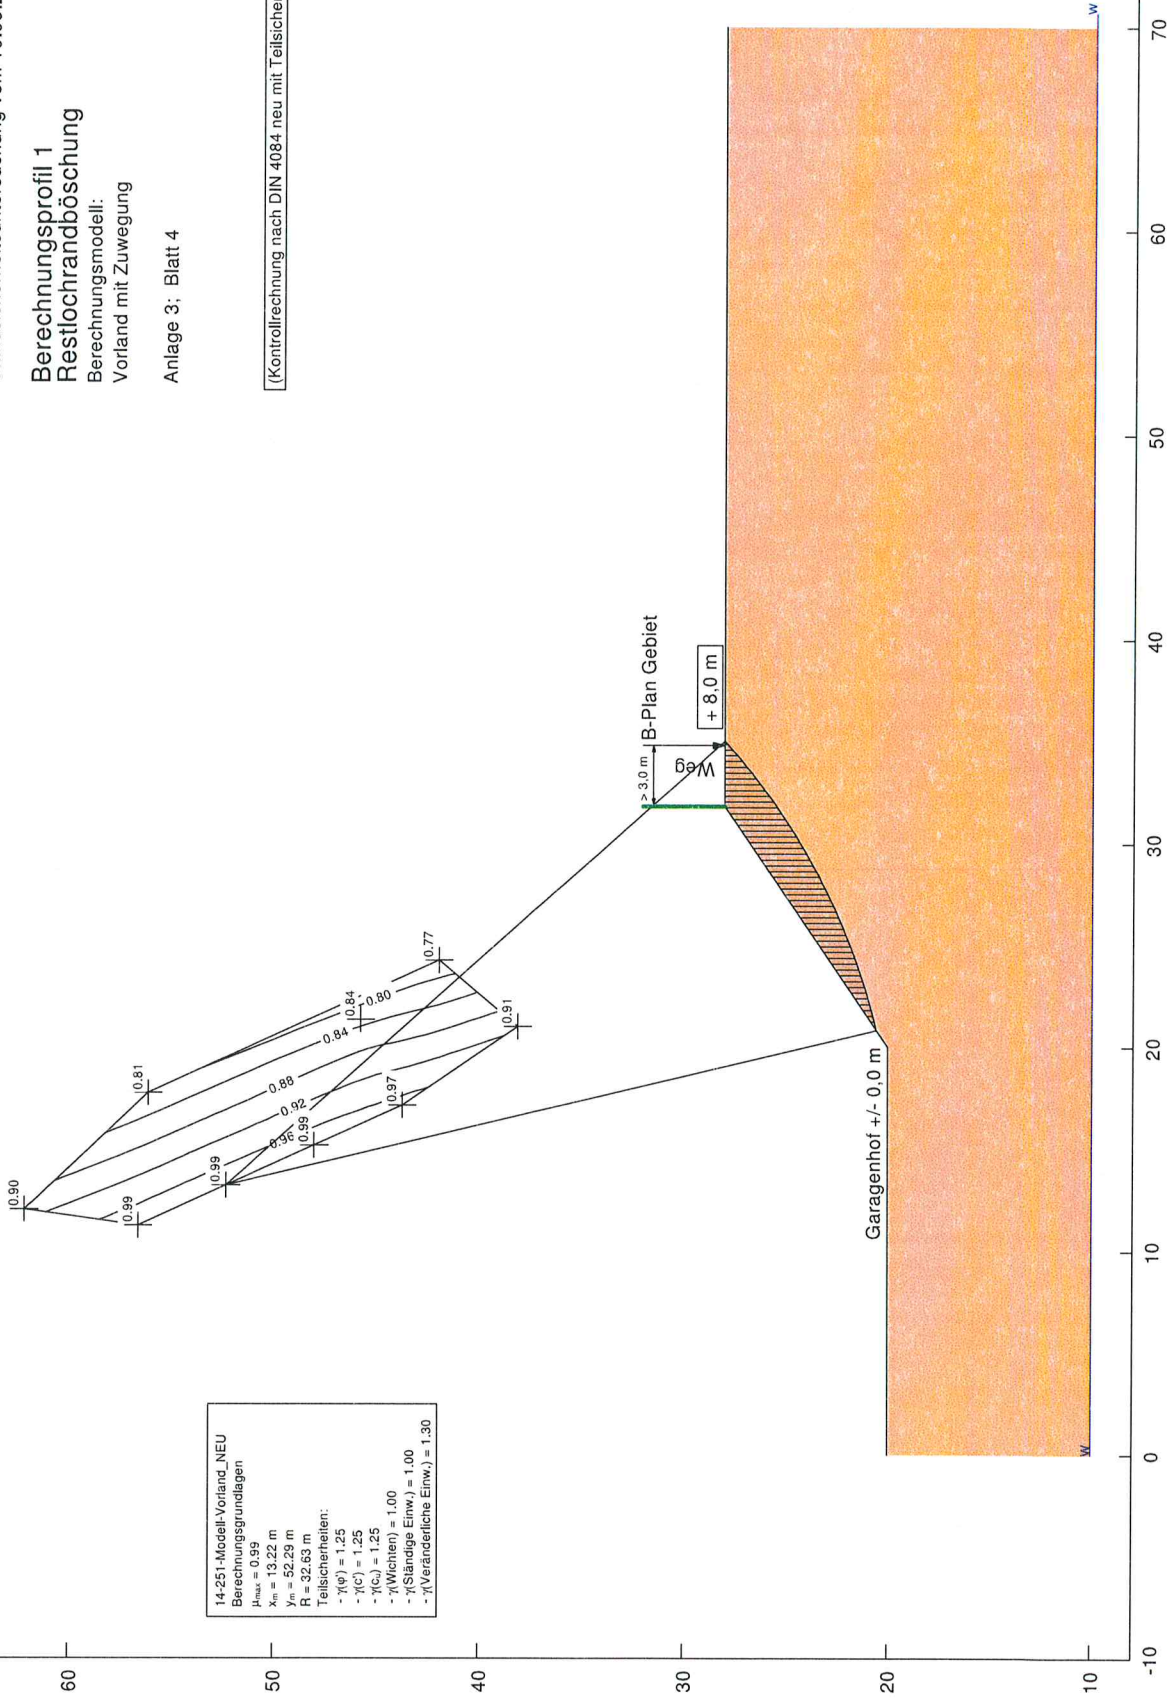 Berechnungsprofil 1
Restlochrandböschung
Berechnungsmodell:
Vorland mit Zuwegung
Anlage 3; Blatt 4
(Kontrollrechnung nach DIN 4084 neu mit
14-251-Modell-Vorland_NEU
Berechnungsgrundlagen
μmax = 0.99
xm = 13.22 m
ym = 52.29 m
R = 32.63 m
Teilsicherheiten:
- γ(φ') = 1.25
- γ(c') = 1.25
- γ(cu) = 1.25
- γ(Wichten) = 1.00
- γ(Ständige Einw.) = 1.00
- γ(Veränderliche Einw.) = 1.30
0.90
0.99
0.81
0.99
0.96
0.99
0.92
0.88
0.84
0.84
0.80
0.97
0.77
0.91
> 3,0 m
B-Plan Gebiet
Weg
+ 8,0 m
Garagenhof +/- 0,0 m
w
w
60
50
40
30
20
10
-10
0
10
20
30
40
50
60
70